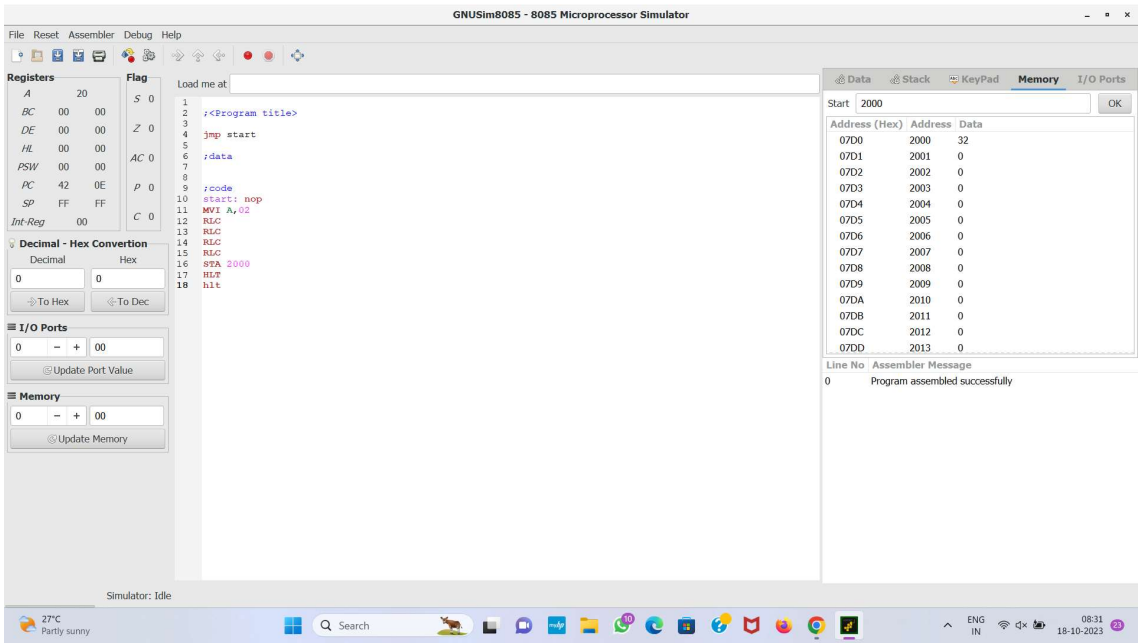 GNUSim8085 - 8085 Microprocessor Simulator
File Reset Assembler Debug Help
Registers
A 20
BC 00 00
DE 00 00
HL 00 00
PSW 00 00
PC 42 0E
SP FF FF
Int-Reg 00
Flag
S 0
Z 0
AC 0
P 0
C 0
Decimal - Hex Convertion
Decimal Hex
0 0
To Hex To Dec
I/O Ports
0 - + 00
Update Port Value
Memory
0 - + 00
Update Memory
Load me at
1
2 ;<Program title>
3
4 jmp start
5
6 ;data
7
8
9 ;code
10 start: nop
11 MVI A,02
12 RLC
13 RLC
14 RLC
15 RLC
16 STA 2000
17 HLT
18 hlt
Data Stack KeyPad Memory I/O Ports
Start 2000 OK
Address (Hex) Address Data
07D0 2000 32
07D1 2001 0
07D2 2002 0
07D3 2003 0
07D4 2004 0
07D5 2005 0
07D6 2006 0
07D7 2007 0
07D8 2008 0
07D9 2009 0
07DA 2010 0
07DB 2011 0
07DC 2012 0
07DD 2013 0
Line No Assembler Message
0 Program assembled successfully
Simulator: Idle
27°C
Partly sunny
Search
ENG
IN
08:31
18-10-2023
23